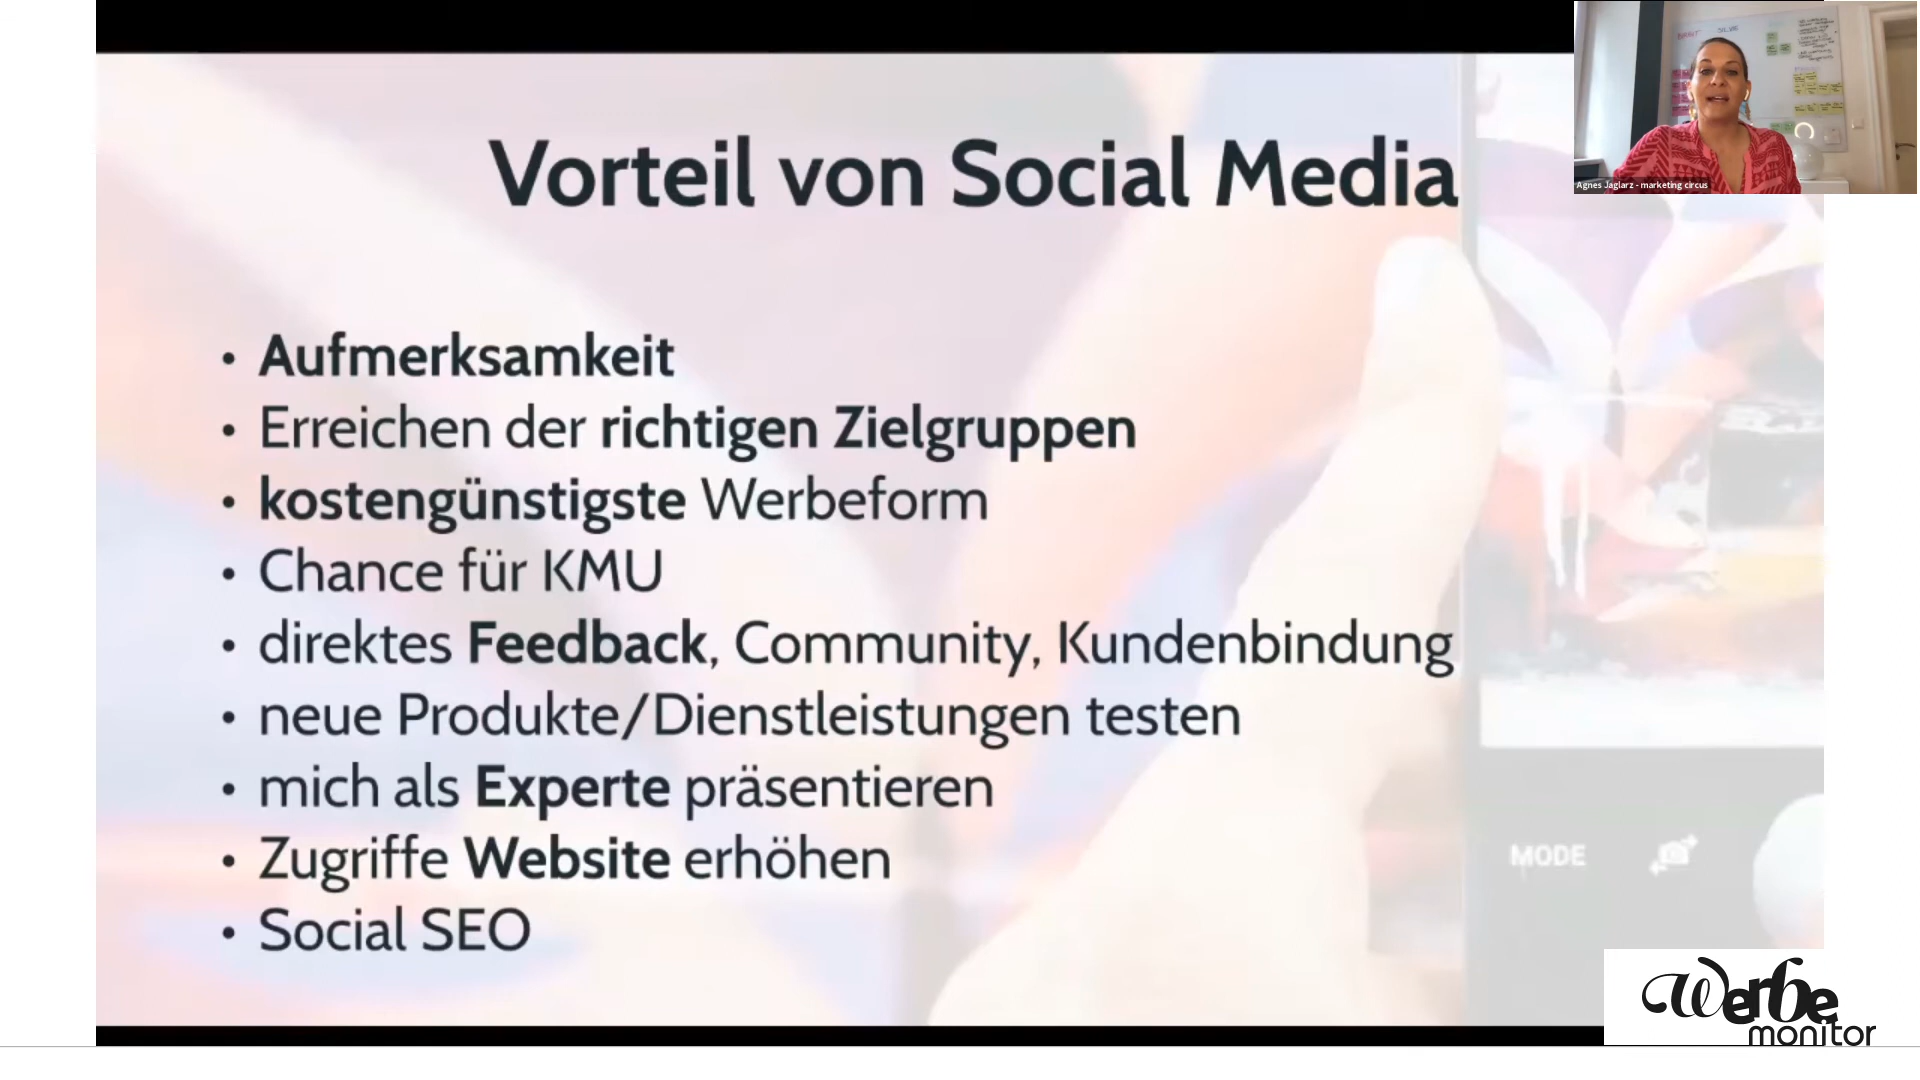 Vorteil von Social Media
• Aufmerksamkeit
• Erreichen der richtigen Zielgruppen
• kostengünstigste Werbeform
• Chance für KMU
• direktes Feedback, Community, Kundenbindung
• neue Produkte/Dienstleistungen testen
• mich als Experte präsentieren
• Zugriffe Website erhöhen
• Social SEO
MODE
Agnes Jaglarz - marketing circus
Werbe
monitor